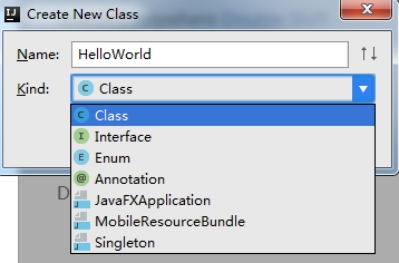 Create New Class
Name: HelloWorld
Kind: Class
Class
Interface
Enum
Annotation
JavaFXApplication
MobileResourceBundle
Singleton